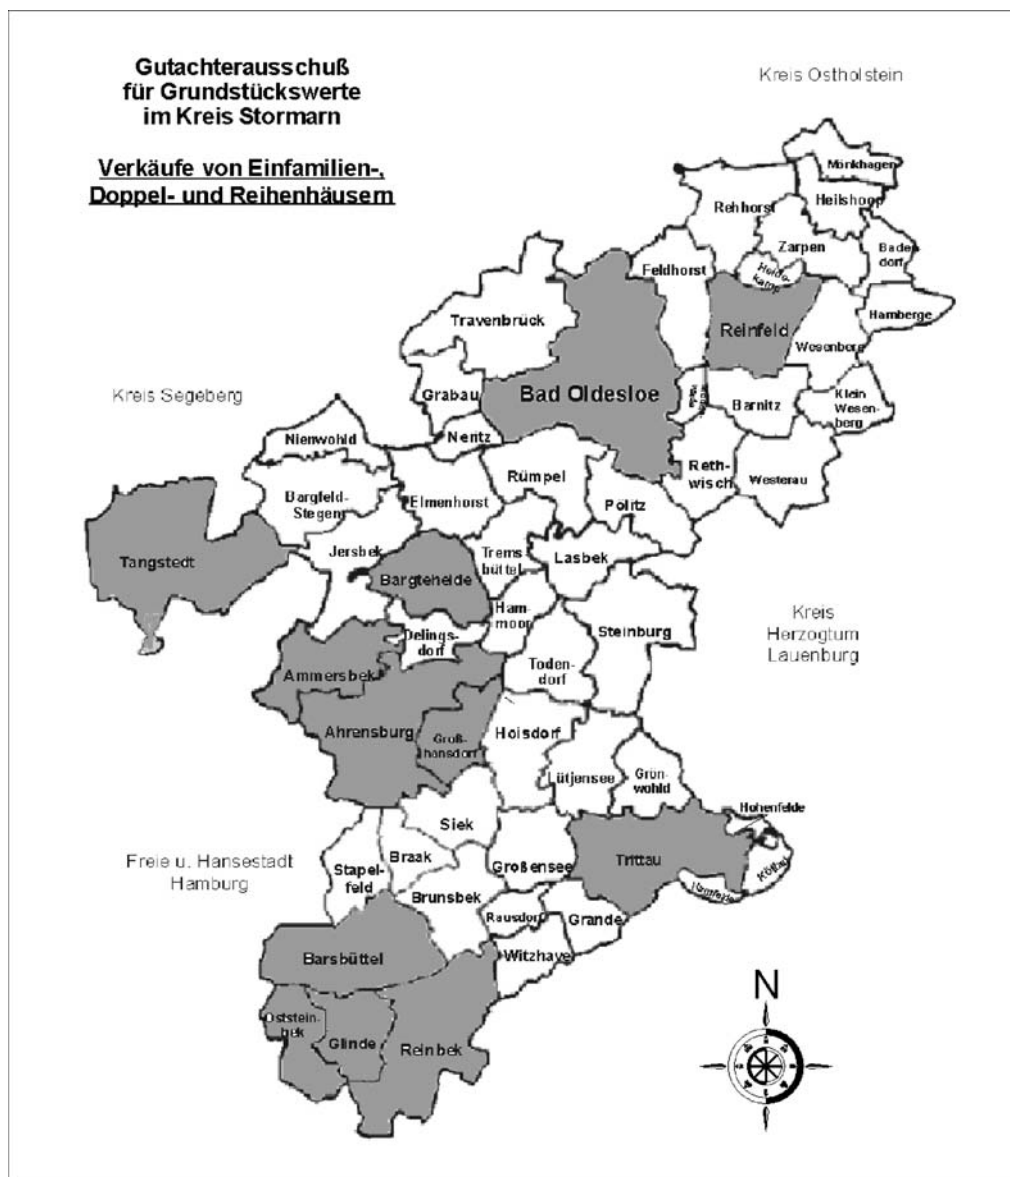 Gutachterausschuß
für Grundstückswerte
im Kreis Stormarn
Verkäufe von Einfamilien-,
Doppel- und Reihenhäusern
Kreis Ostholstein
Mönkhagen
Heilshoop
Rehhorst
Zarpen
Bade
dorf
Heide-
kamp
Feldhorst
Hamberge
Travenbrück
Reinfeld
Wesenberg
Kreis Segeberg
Grabau
Bad Oldesloe
Barnitz
Klein
Wesen-
berg
Nienwohld
Neritz
Rümpel
Reth-
wisch
Westerau
Bargfeld-
Stegen
Elmenhorst
Pölitz
Tangstedt
Jersbek
Trems
büttel
Lasbek
Bargteheide
Ham-
moor
Kreis
Herzogtum
Lauenburg
Delings-
dorf
Steinburg
Ammersbek
Toden-
dorf
Ahrensburg
Groß-
hansdorf
Hoisdorf
Lütjensee
Grön-
wohld
Hohenfelde
Siek
Freie u. Hansestadt
Hamburg
Stapel-
feld
Braak
Großensee
Trittau
Köthel
Hamfelde
Brunsbek
Rausdorf
Grande
Barsbüttel
Witzhave
Oststein-
bek
Glinde
Reinbek
N